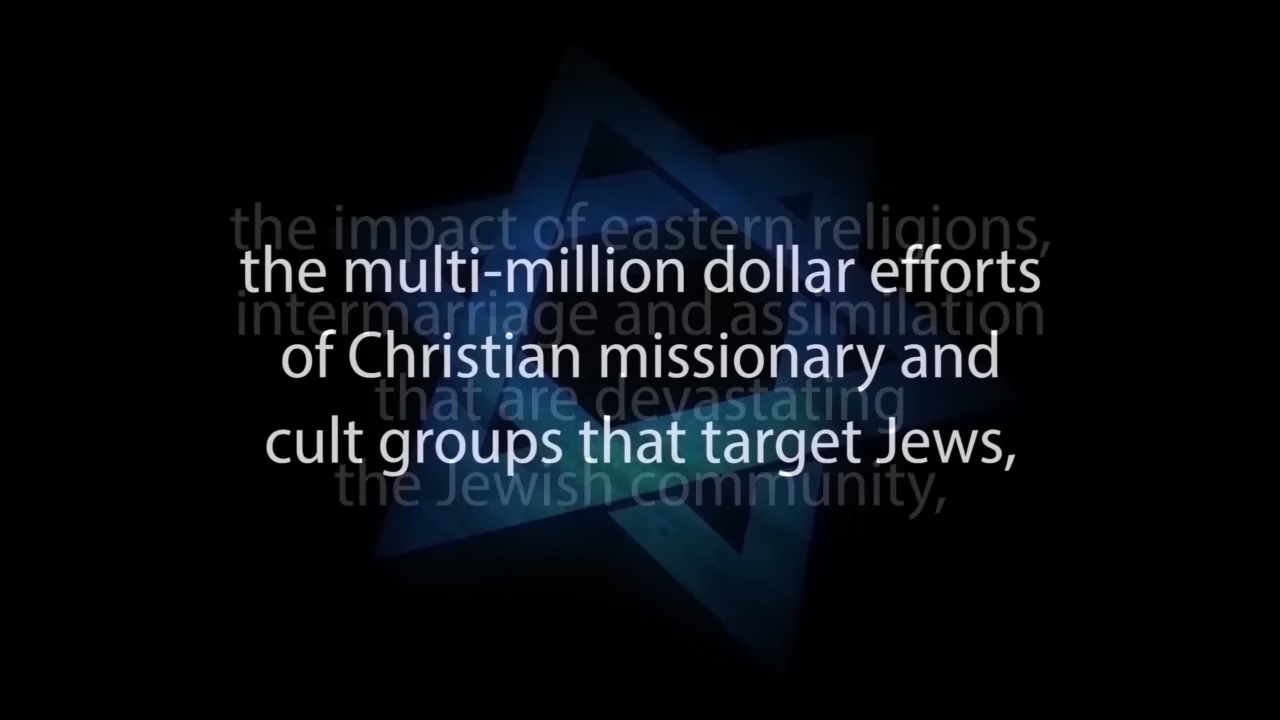 the multi-million dollar efforts
of Christian missionary and
cult groups that target Jews,
the impact of eastern religions,
intermarriage and assimilation
that are devastating
the Jewish community,